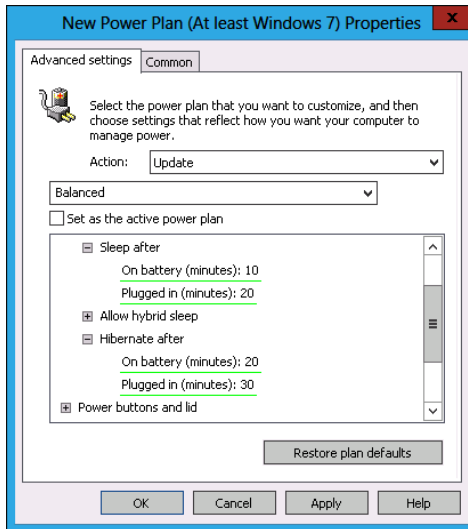 New Power Plan (At least Windows 7) Properties
x
Advanced settings
Common
Select the power plan that you want to customize, and then
choose settings that reflect how you want your computer to
manage power.
Action:
Update
Balanced
Set as the active power plan
Sleep after
On battery (minutes): 10
Plugged in (minutes): 20
Allow hybrid sleep
Hibernate after
On battery (minutes): 20
Plugged in (minutes): 30
Power buttons and lid
Restore plan defaults
OK
Cancel
Apply
Help